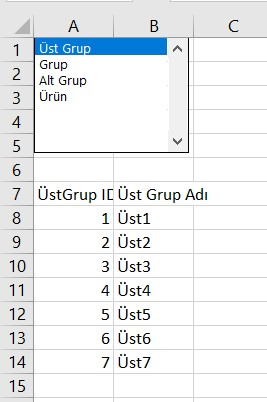 A B C
1 Üst Grup
2 Grup
3 Alt Grup
4 Ürün
5
6
7 ÜstGrup ID Üst Grup Adı
8 1 Üst1
9 2 Üst2
10 3 Üst3
11 4 Üst4
12 5 Üst5
13 6 Üst6
14 7 Üst7
15